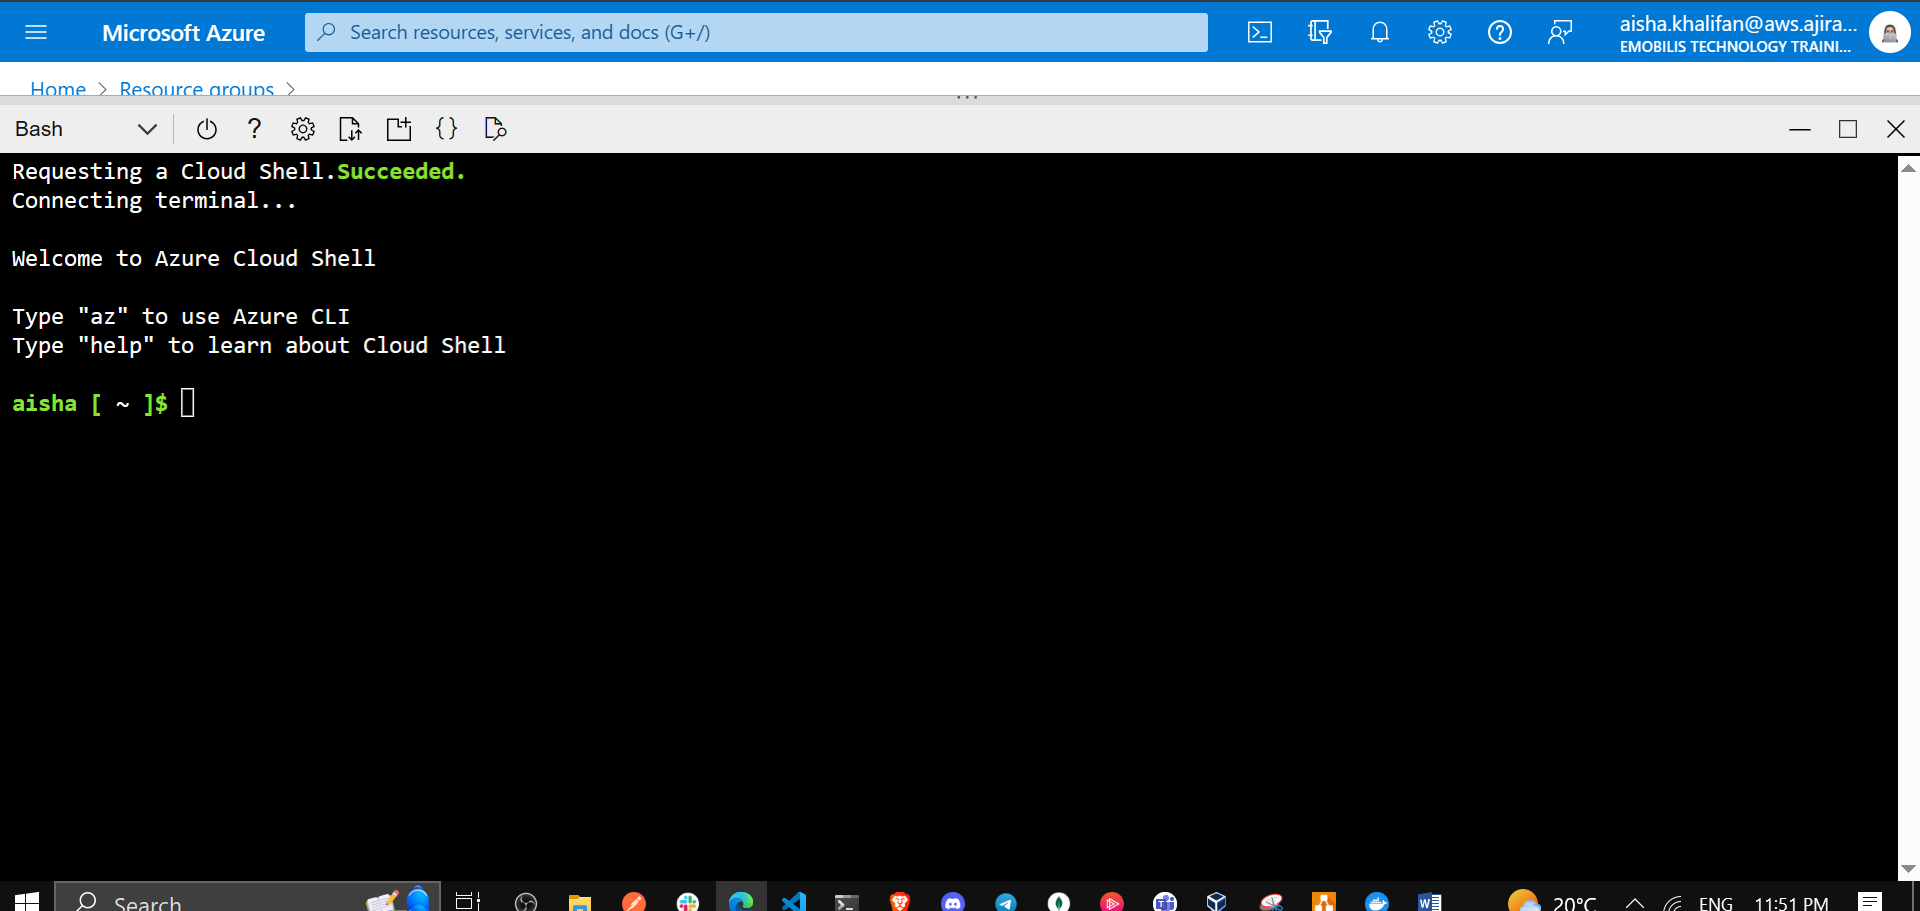 Microsoft Azure
Search resources, services, and docs (G+/)
aisha.khalifan@aws.ajira...
EMOBILIS TECHNOLOGY TRAINI...
Home > Resource groups >
...
Bash
Requesting a Cloud Shell.Succeeded.
Connecting terminal...
Welcome to Azure Cloud Shell
Type "az" to use Azure CLI
Type "help" to learn about Cloud Shell
aisha [ ~ ]$
Search
20°C
ENG
11:51 PM